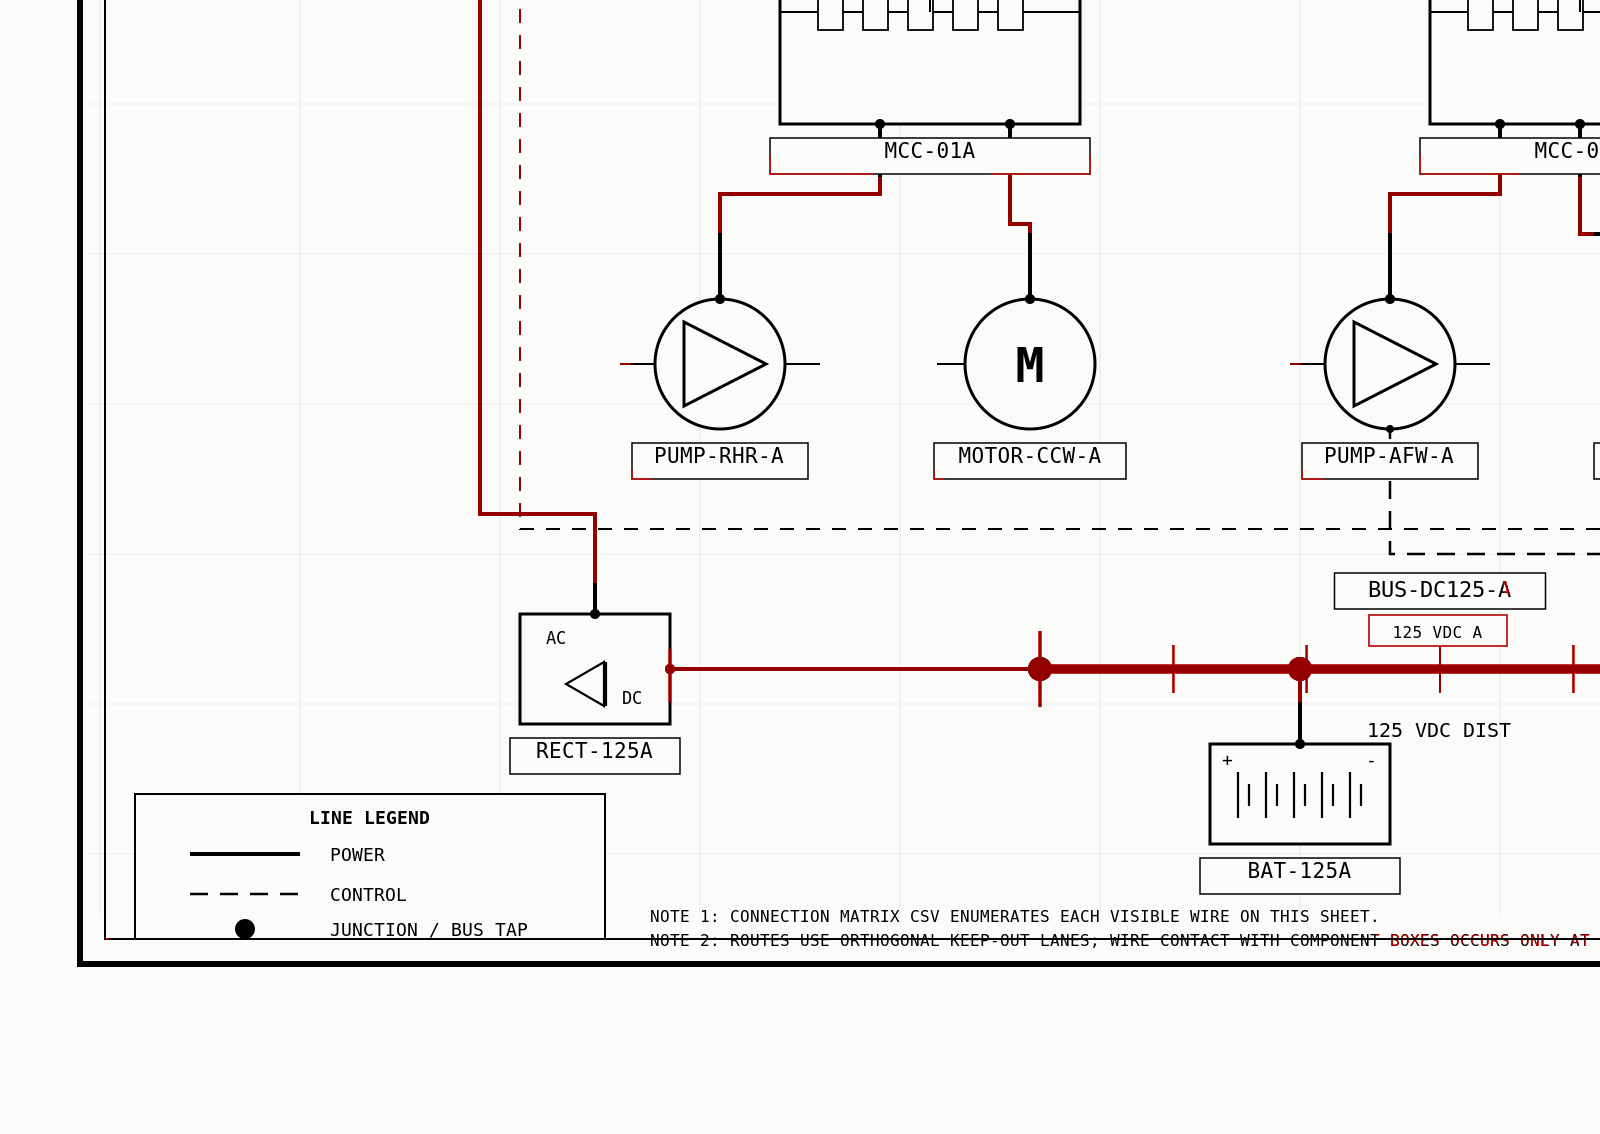 MCC-01A
MCC-0
M
PUMP-RHR-A
MOTOR-CCW-A
PUMP-AFW-A
BUS-DC125-A
125 VDC A
AC
DC
RECT-125A
125 VDC DIST
+ -
BAT-125A
LINE LEGEND
POWER
CONTROL
JUNCTION / BUS TAP
NOTE 1: CONNECTION MATRIX CSV ENUMERATES EACH VISIBLE WIRE ON THIS SHEET.
NOTE 2: ROUTES USE ORTHOGONAL KEEP-OUT LANES; WIRE CONTACT WITH COMPONENT BOXES OCCURS ONLY AT